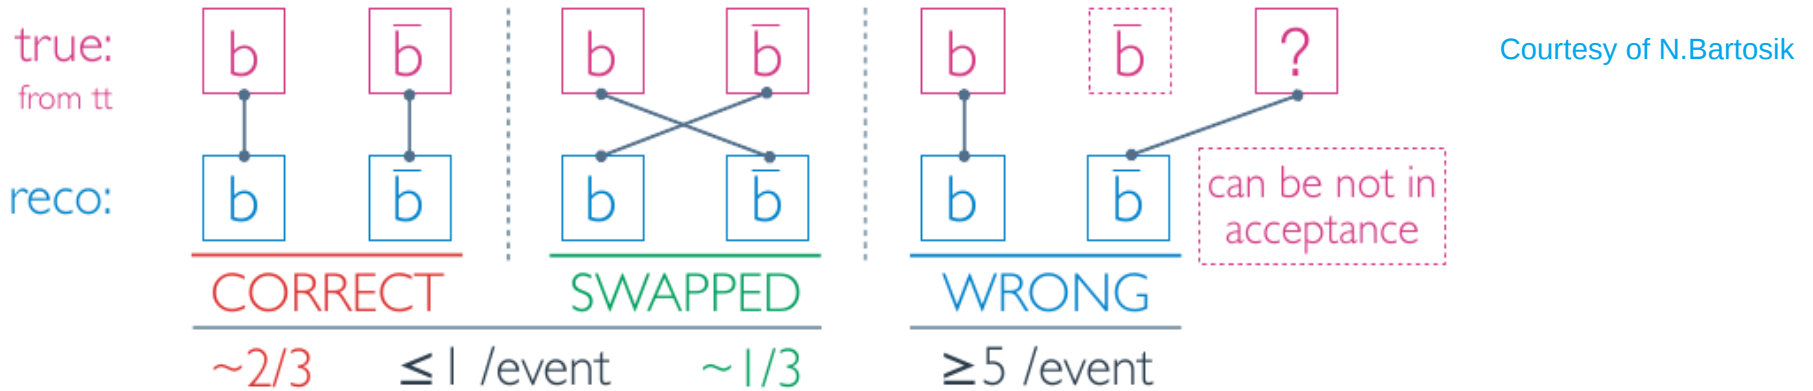 true: b b̅ b b̅ b b̅ ? Courtesy of N.Bartosik
from tt
reco: b b̅ b b̅ b b̅ can be not in
acceptance
CORRECT SWAPPED WRONG
~2/3 ≤1 /event ~1/3 ≥5 /event